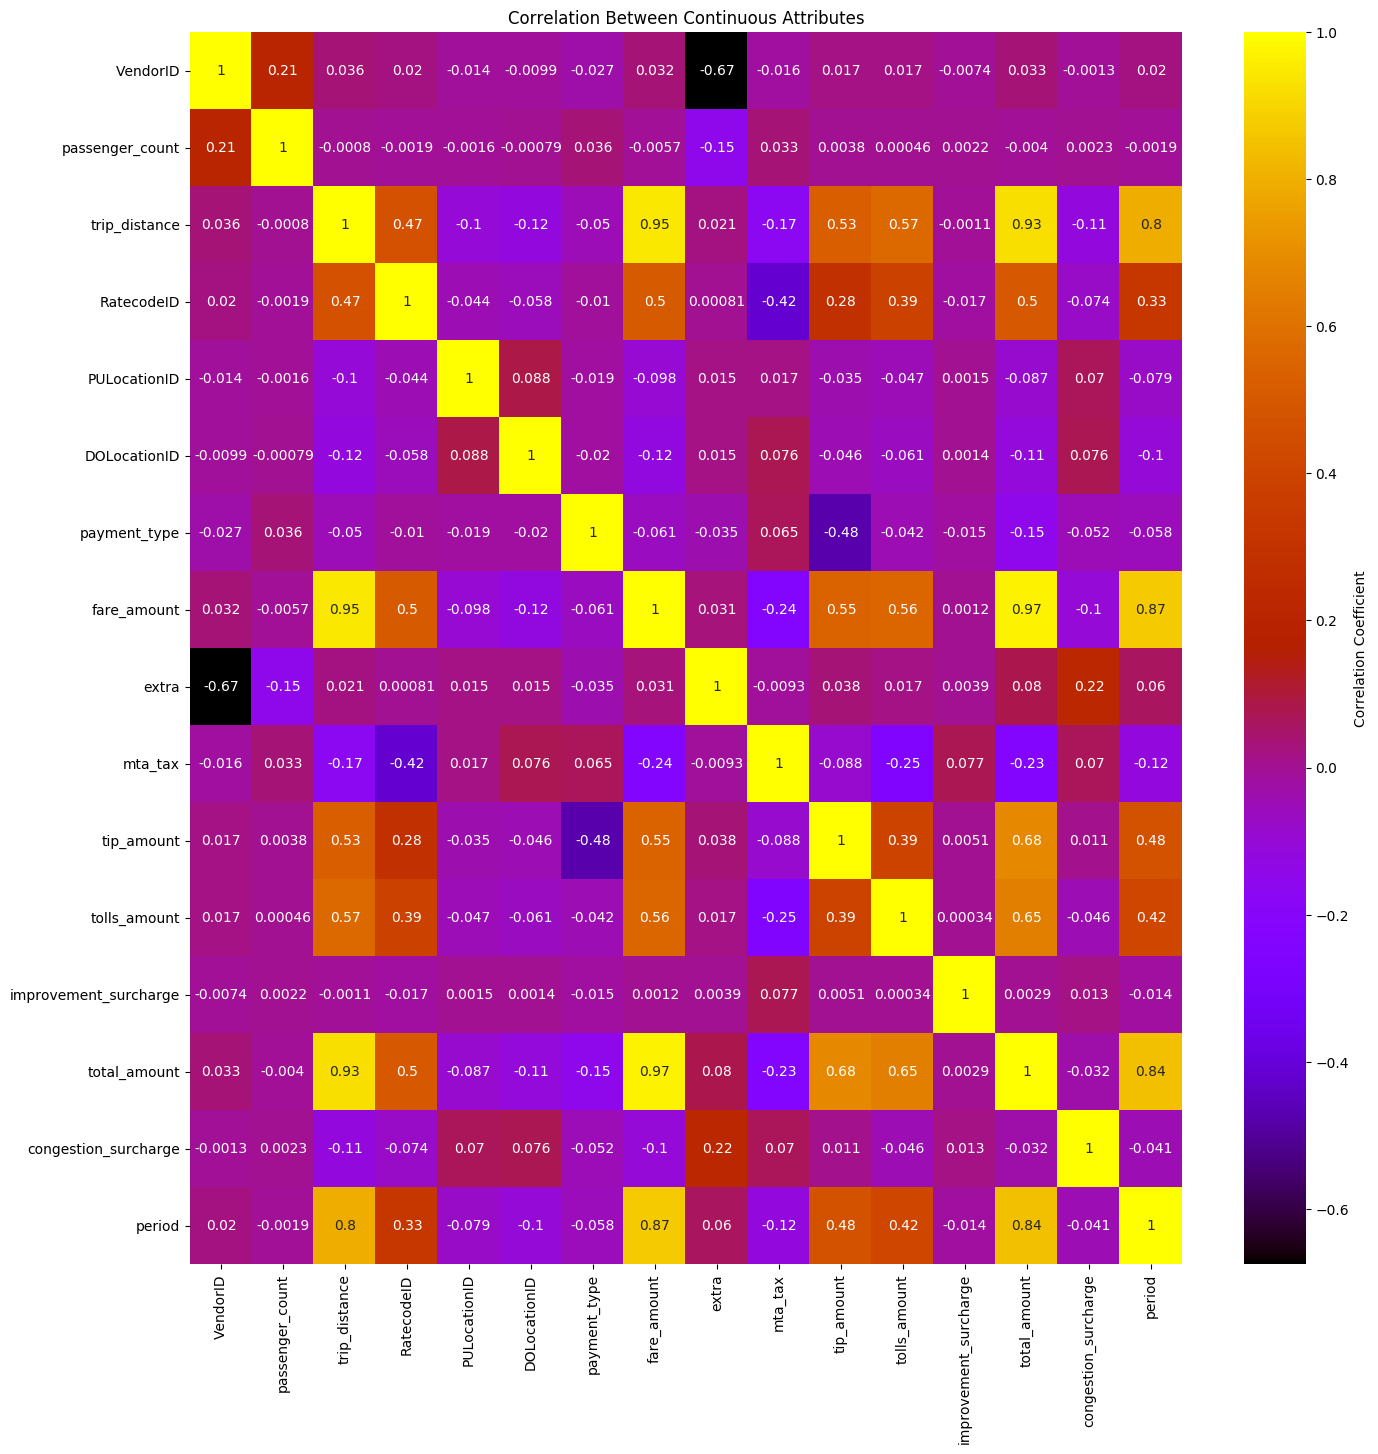 Correlation Between Continuous Attributes
VendorID 1 0.21 0.036 0.02 -0.014 -0.0099 -0.027 0.032 -0.67 -0.016 0.017 0.017 -0.0074 0.033 -0.0013 0.02
passenger_count 0.21 1 -0.0008 -0.0019 -0.0016 -0.00079 0.036 -0.0057 -0.15 0.033 0.0038 0.00046 0.0022 -0.004 0.0023 -0.0019
trip_distance 0.036 -0.0008 1 0.47 -0.1 -0.12 -0.05 0.95 0.021 -0.17 0.53 0.57 -0.0011 0.93 -0.11 0.8
RatecodeID 0.02 -0.0019 0.47 1 -0.044 -0.058 -0.01 0.5 0.00081 -0.42 0.28 0.39 -0.017 0.5 -0.074 0.33
PULocationID -0.014 -0.0016 -0.1 -0.044 1 0.088 -0.019 -0.098 0.015 0.017 -0.035 -0.047 0.0015 -0.087 0.07 -0.079
DOLocationID -0.0099 -0.00079 -0.12 -0.058 0.088 1 -0.02 -0.12 0.015 0.076 -0.046 -0.061 0.0014 -0.11 0.076 -0.1
payment_type -0.027 0.036 -0.05 -0.01 -0.019 -0.02 1 -0.061 -0.035 0.065 -0.48 -0.042 -0.015 -0.15 -0.052 -0.058
fare_amount 0.032 -0.0057 0.95 0.5 -0.098 -0.12 -0.061 1 0.031 -0.24 0.55 0.56 0.0012 0.97 -0.1 0.87
extra -0.67 -0.15 0.021 0.00081 0.015 0.015 -0.035 0.031 1 -0.0093 0.038 0.017 0.0039 0.08 0.22 0.06
mta_tax -0.016 0.033 -0.17 -0.42 0.017 0.076 0.065 -0.24 -0.0093 1 -0.088 -0.25 0.077 -0.23 0.07 -0.12
tip_amount 0.017 0.0038 0.53 0.28 -0.035 -0.046 -0.48 0.55 0.038 -0.088 1 0.39 0.0051 0.68 0.011 0.48
tolls_amount 0.017 0.00046 0.57 0.39 -0.047 -0.061 -0.042 0.56 0.017 -0.25 0.39 1 0.00034 0.65 -0.046 0.42
improvement_surcharge -0.0074 0.0022 -0.0011 -0.017 0.0015 0.0014 -0.015 0.0012 0.0039 0.077 0.0051 0.00034 1 0.0029 0.013 -0.014
total_amount 0.033 -0.004 0.93 0.5 -0.087 -0.11 -0.15 0.97 0.08 -0.23 0.68 0.65 0.0029 1 -0.032 0.84
congestion_surcharge -0.0013 0.0023 -0.11 -0.074 0.07 0.076 -0.052 -0.1 0.22 0.07 0.011 -0.046 0.013 -0.032 1 -0.041
period 0.02 -0.0019 0.8 0.33 -0.079 -0.1 -0.058 0.87 0.06 -0.12 0.48 0.42 -0.014 0.84 -0.041 1
VendorID
passenger_count
trip_distance
RatecodeID
PULocationID
DOLocationID
payment_type
fare_amount
extra
mta_tax
tip_amount
tolls_amount
improvement_surcharge
total_amount
congestion_surcharge
period
1.0
0.8
0.6
0.4
0.2
0.0
−0.2
−0.4
−0.6
Correlation Coefficient